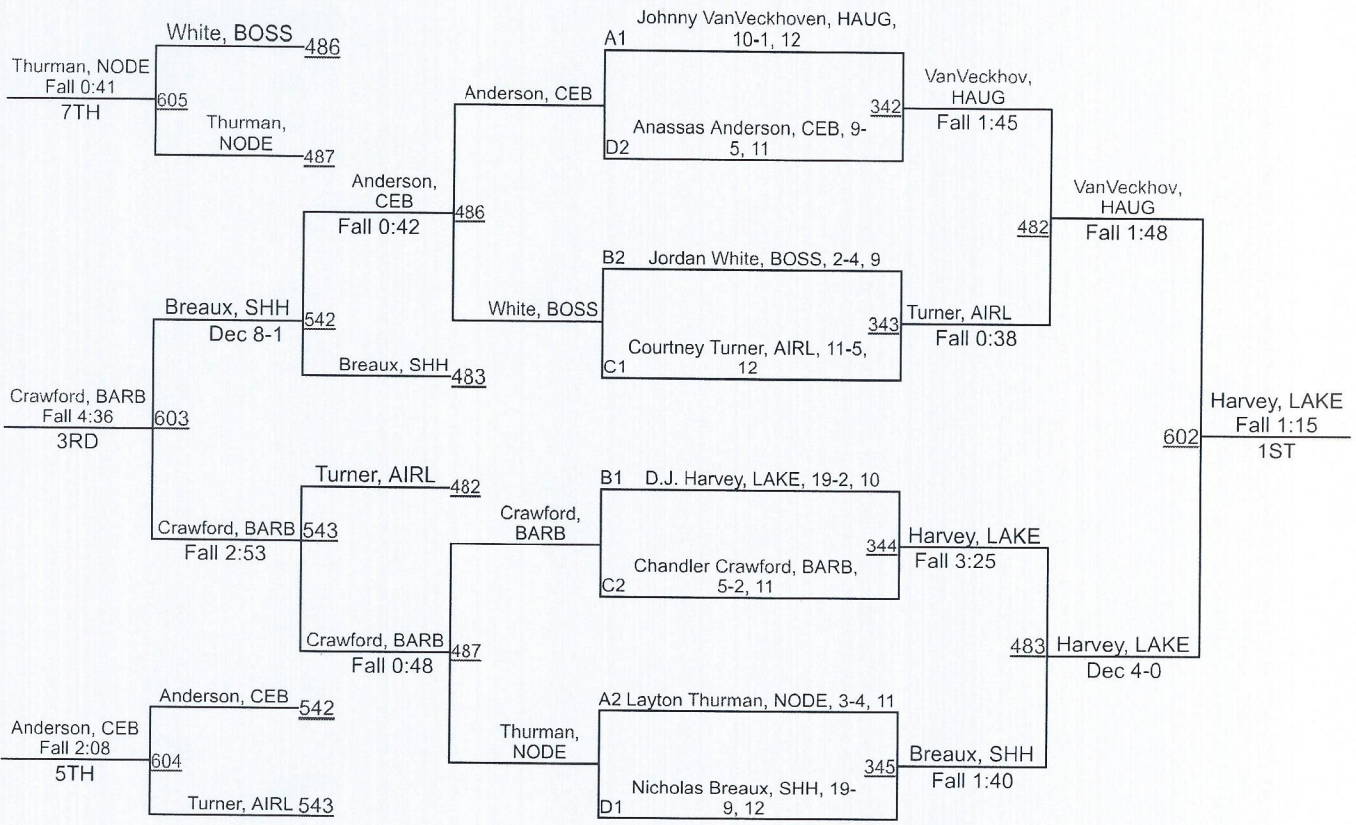 White, BOSS
486
Thurman, NODE
Fall 0:41
7TH
605
Thurman,
NODE
487
Anderson,
CEB
Fall 0:42
486
Anderson, CEB
White, BOSS
Breaux, SHH
Dec 8-1
542
Breaux, SHH
483
Crawford, BARB
Fall 4:36
3RD
603
Turner, AIRL
482
Crawford, BARB
Fall 2:53
543
Crawford, BARB
Fall 0:48
487
Crawford,
BARB
Thurman,
NODE
Anderson, CEB
542
Anderson, CEB
Fall 2:08
5TH
604
Turner, AIRL
543
Johnny VanVeckhoven, HAUG,
10-1, 12
A1
342
Anassas Anderson, CEB, 9-
5, 11
D2
B2
Jordan White, BOSS, 2-4, 9
343
Courtney Turner, AIRL, 11-5,
12
C1
B1
D.J. Harvey, LAKE, 19-2, 10
344
Chandler Crawford, BARB,
5-2, 11
C2
A2
Layton Thurman, NODE, 3-4, 11
345
Nicholas Breaux, SHH, 19-
9, 12
D1
VanVeckhov,
HAUG
Fall 1:45
Turner, AIRL
Fall 0:38
482
VanVeckhov,
HAUG
Fall 1:48
Harvey, LAKE
Fall 3:25
Breaux, SHH
Fall 1:40
483
Harvey, LAKE
Dec 4-0
602
Harvey, LAKE
Fall 1:15
1ST